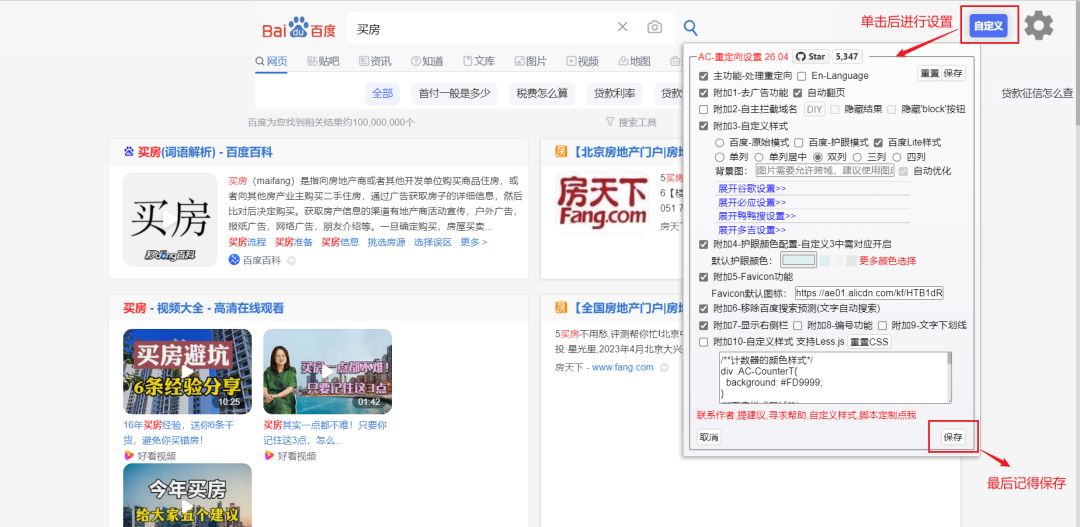 Bai du 百度
买房
单击后进行设置
自定义
网页 贴吧 资讯 知道 文库 图片 视频 地图
全部 首付一般是多少 税费怎么算 贷款利率 贷款
贷款征信怎么查
百度为您找到相关结果约100,000,000个
搜索工具
买房(词语解析) - 百度百科
买房（maifang）是指向房地产商或者其他开发单位购买商品住房，或
者向其他房产业主购买二手住房，通过广告获取房子的详细信息，然后
比对后决定购买。获取房产信息的渠道有地产商活动宣传，户外广告，
报纸广告，网络广告，朋友介绍等。一旦确定购买，房屋买卖...
买房流程 买房准备 买房信息 挑选房源 选择误区 更多 >
百度百科
买房
秒懂百科
【北京房地产门户|房
房天下
Fang.com
5买房
6【楼
051 7
房天
买房 - 视频大全 - 高清在线观看
买房避坑
6条经验分享
10:25
16年买房经验，送你6条干
货，避免你买错房！
好看视频
买房一点都不难！
只要记住这3点
01:42
买房其实一点都不难！只要你
记住这3点，怎么...
好看视频
今年买房
给大家五个建议
【全国房地产门户|房
5买房不用愁,评测帮你忙!北京
投·星光里,2023年4月北京大兴
房天下 - www.fang.com
AC-重定向设置 26.04 Star 5,347
重置 保存
主功能-处理重定向 En-Language
附加1-去广告功能 自动翻页
附加2-自主拦截域名 DIY 隐藏结果 隐藏'block'按钮
附加3-自定义样式
百度-原始模式 百度-护眼模式 百度Lite样式
单列 单列居中 双列 三列 四列
背景图： 图片需要允许跨域，建议使用图 自动优化
展开谷歌设置>>
展开必应设置>>
展开鸭鸭搜设置>>
展开多吉设置>>
附加4-护眼颜色配置-自定义3中需对应开启
默认护眼颜色： 更多颜色选择
附加5-Favicon功能
Favicon默认图标： https://ae01.alicdn.com/kf/HTB1dR
附加6-移除百度搜索预测(文字自动搜索)
附加7-显示右侧栏 附加8-编号功能 附加9-文字下划线
附加10-自定义样式 支持Less.js 重置CSS
/**计数器的颜色样式*/
div .AC-CounterT{
background: #FD9999;
}
联系作者,提建议,寻求帮助,自定义样式,脚本定制点我
取消
保存
最后记得保存